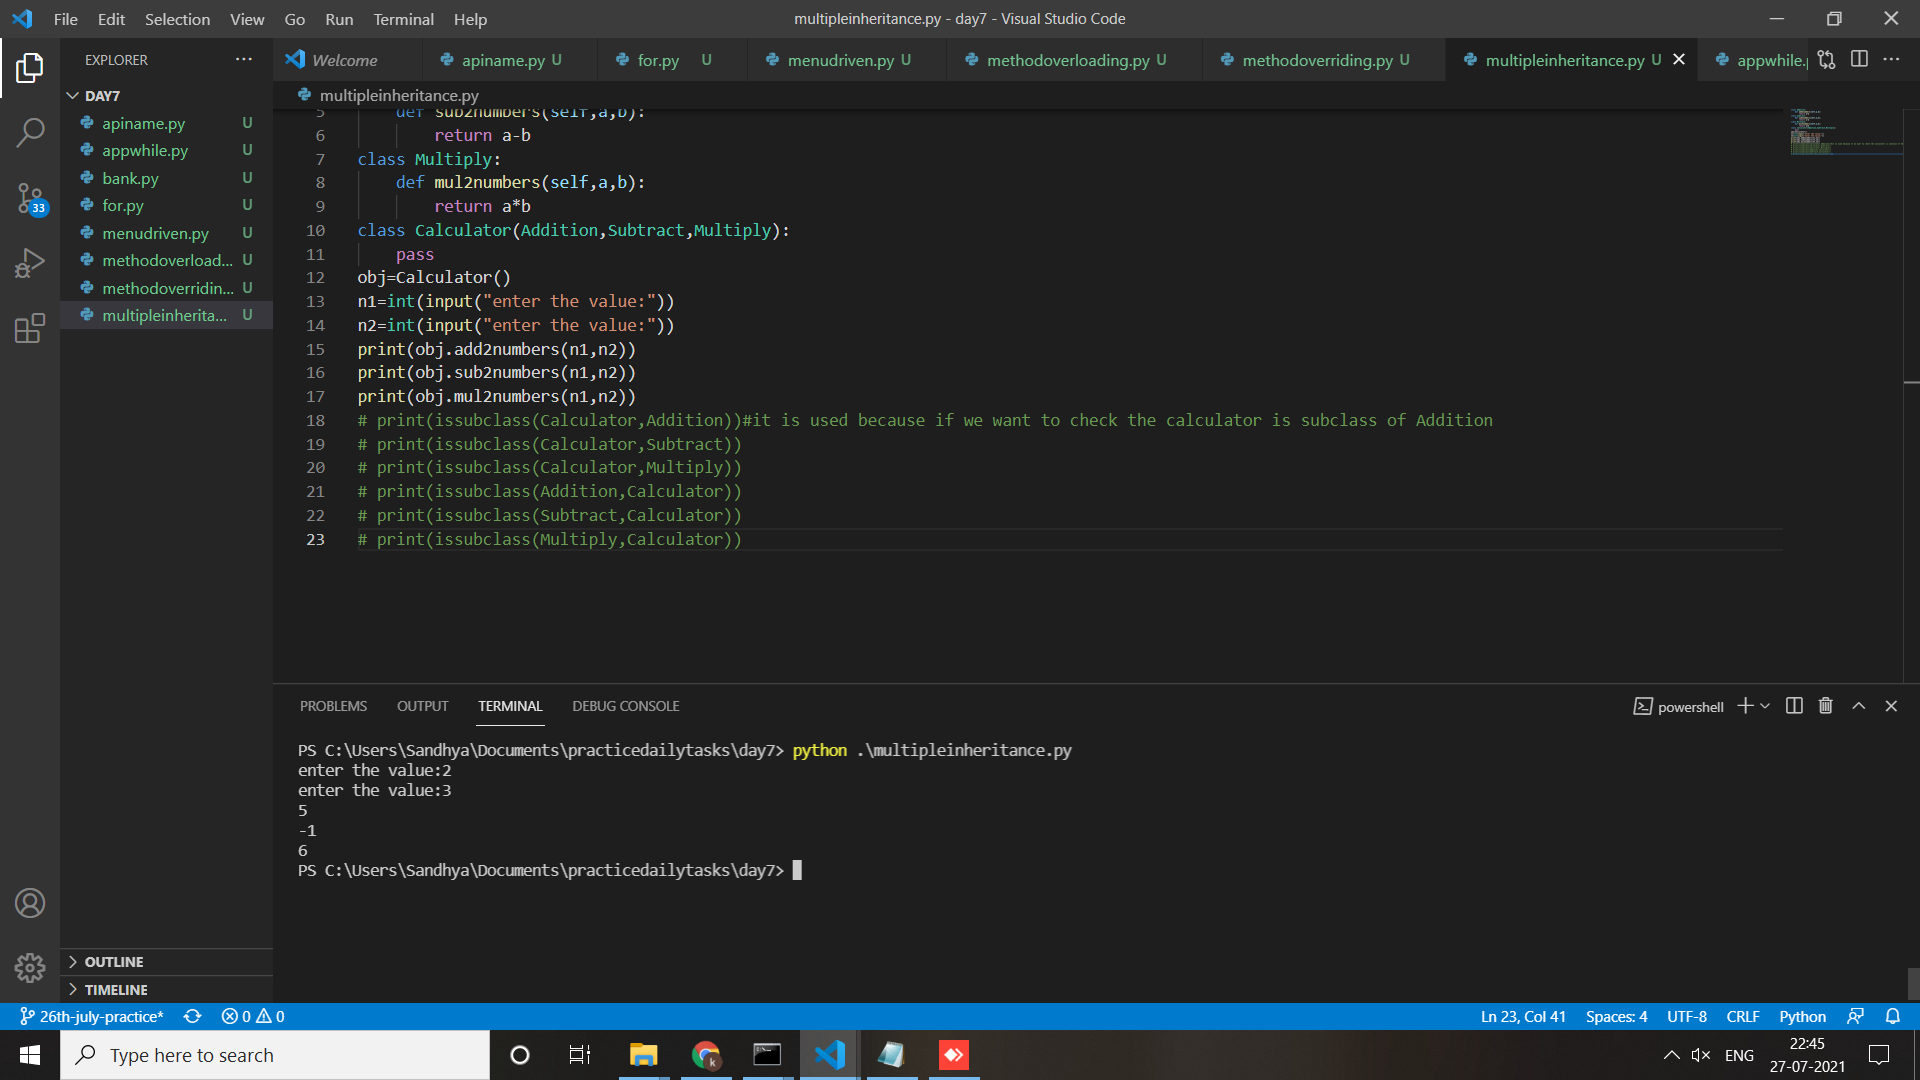 File Edit Selection View Go Run Terminal Help
multipleinheritance.py - day7 - Visual Studio Code
EXPLORER
Welcome
apiname.py U
for.py U
menudriven.py U
methodoverloading.py U
methodoverriding.py U
multipleinheritance.py U
appwhile.p
DAY7
apiname.py U
appwhile.py U
bank.py U
for.py U
menudriven.py U
methodoverload... U
methodoverridin... U
multipleinherita... U
33
multipleinheritance.py
5 def sub2numbers(self,a,b):
6 return a-b
7 class Multiply:
8 def mul2numbers(self,a,b):
9 return a*b
10 class Calculator(Addition,Subtract,Multiply):
11 pass
12 obj=Calculator()
13 n1=int(input("enter the value:"))
14 n2=int(input("enter the value:"))
15 print(obj.add2numbers(n1,n2))
16 print(obj.sub2numbers(n1,n2))
17 print(obj.mul2numbers(n1,n2))
18 # print(issubclass(Calculator,Addition))#it is used because if we want to check the calculator is subclass of Addition
19 # print(issubclass(Calculator,Subtract))
20 # print(issubclass(Calculator,Multiply))
21 # print(issubclass(Addition,Calculator))
22 # print(issubclass(Subtract,Calculator))
23 # print(issubclass(Multiply,Calculator))
PROBLEMS OUTPUT TERMINAL DEBUG CONSOLE
powershell
PS C:\Users\Sandhya\Documents\practicedailytasks\day7> python .\multipleinheritance.py
enter the value:2
enter the value:3
5
-1
6
PS C:\Users\Sandhya\Documents\practicedailytasks\day7>
OUTLINE
TIMELINE
26th-july-practice* 0 0
Ln 23, Col 41 Spaces: 4 UTF-8 CRLF Python
Type here to search
k
ENG
22:45
27-07-2021